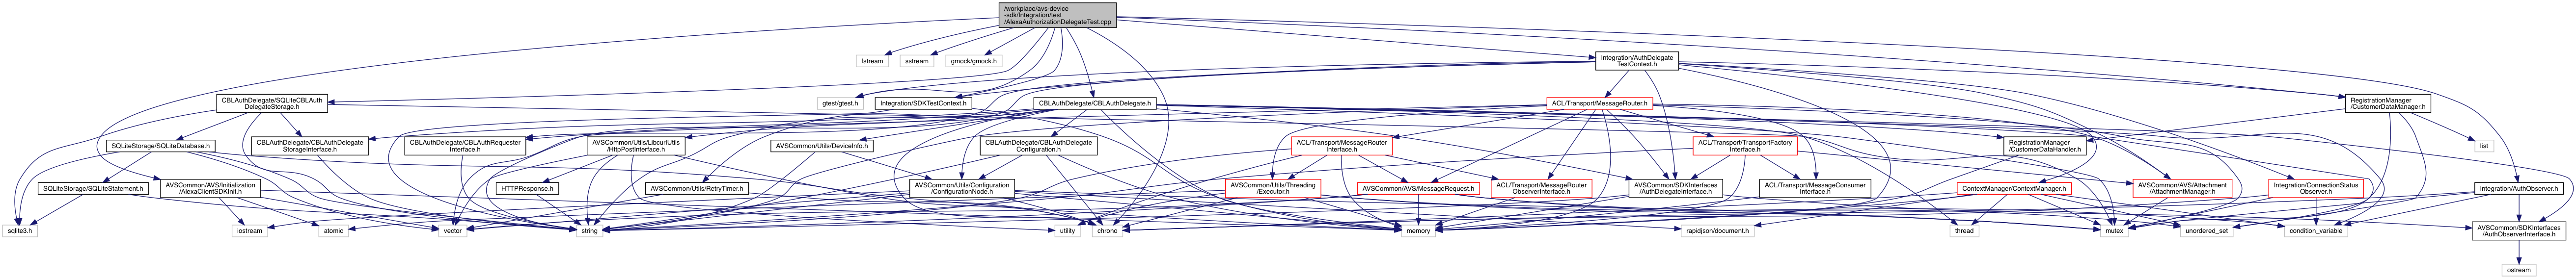 /workplace/avs-device
-sdk/Integration/test
/AlexaAuthorizationDelegateTest.cpp
fstream
sstream
gmock/gmock.h
Integration/AuthDelegate
TestContext.h
CBLAuthDelegate/SQLiteCBLAuth
DelegateStorage.h
gtest/gtest.h
Integration/SDKTestContext.h
CBLAuthDelegate/CBLAuthDelegate.h
ACL/Transport/MessageRouter.h
RegistrationManager
/CustomerDataManager.h
SQLiteStorage/SQLiteDatabase.h
CBLAuthDelegate/CBLAuthDelegate
StorageInterface.h
CBLAuthDelegate/CBLAuthRequester
Interface.h
AVSCommon/Utils/LibcurlUtils
/HttpPostInterface.h
AVSCommon/Utils/DeviceInfo.h
CBLAuthDelegate/CBLAuthDelegate
Configuration.h
ACL/Transport/MessageRouter
Interface.h
ACL/Transport/TransportFactory
Interface.h
RegistrationManager
/CustomerDataHandler.h
list
SQLiteStorage/SQLiteStatement.h
AVSCommon/AVS/Initialization
/AlexaClientSDKInit.h
HTTPResponse.h
AVSCommon/Utils/RetryTimer.h
AVSCommon/Utils/Configuration
/ConfigurationNode.h
AVSCommon/Utils/Threading
/Executor.h
AVSCommon/AVS/MessageRequest.h
ACL/Transport/MessageRouter
ObserverInterface.h
AVSCommon/SDKInterfaces
/AuthDelegateInterface.h
ACL/Transport/MessageConsumer
Interface.h
ContextManager/ContextManager.h
AVSCommon/AVS/Attachment
/AttachmentManager.h
Integration/ConnectionStatus
Observer.h
Integration/AuthObserver.h
sqlite3.h
iostream
atomic
vector
string
utility
chrono
memory
rapidjson/document.h
thread
mutex
unordered_set
condition_variable
AVSCommon/SDKInterfaces
/AuthObserverInterface.h
ostream